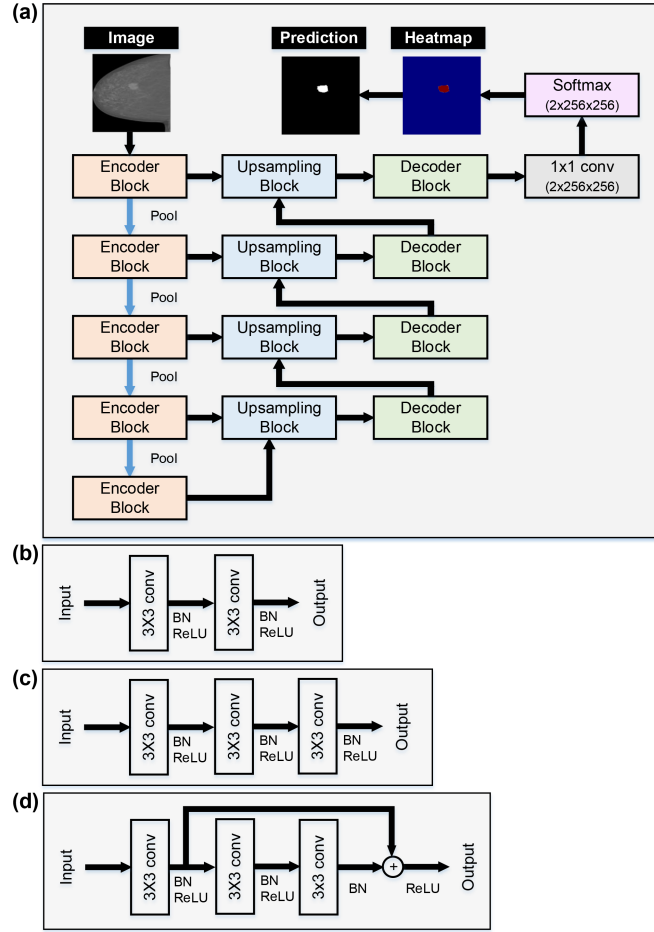 (a)
Image
Prediction
Heatmap
Softmax
(2x256x256)
Encoder
Block
Upsampling
Block
Decoder
Block
1x1 conv
(2x256x256)
Pool
Encoder
Block
Upsampling
Block
Decoder
Block
Pool
Encoder
Block
Upsampling
Block
Decoder
Block
Pool
Encoder
Block
Upsampling
Block
Decoder
Block
Pool
Encoder
Block
(b)
Input
3X3 conv
BN
ReLU
3X3 conv
BN
ReLU
Output
(c)
Input
3X3 conv
BN
ReLU
3X3 conv
BN
ReLU
3X3 conv
BN
ReLU
Output
(d)
Input
3X3 conv
BN
ReLU
3X3 conv
BN
ReLU
3x3 conv
BN
+
ReLU
Output